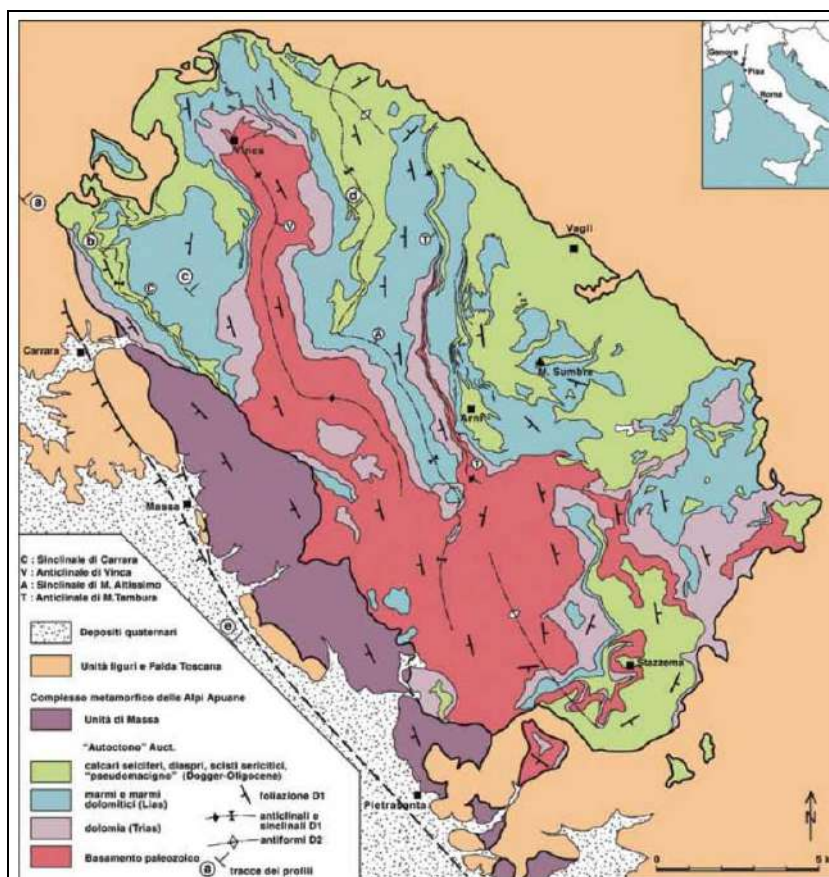 Genova
Pisa
Roma
Vinca
a
d
b
V
T
Vagli
C
c
Carrara
A
M. Sumbra
Arni
T
Massa
C : Sinclinale di Carrara
V : Anticlinale di Vinca
A : Sinclinale di M. Altissimo
T : Anticlinale di M.Tambura
Depositi quaternari
e
Unità liguri e Falda Toscana
Stazzema
Complesso metamorfico delle Alpi Apuane
Unità di Massa
"Autoctono" Auct.
calcari selciferi, diaspri, scisti sericitici,
"pseudomacigno" (Dogger-Oligocene)
foliazione D1
Pietrasanta
marmi e marmi
dolomitici (Lias)
anticlinali e
sinclinali D1
N
dolomia (Trias)
antiformi D2
Basamento paleozoico
a
tracce dei profili
0
5